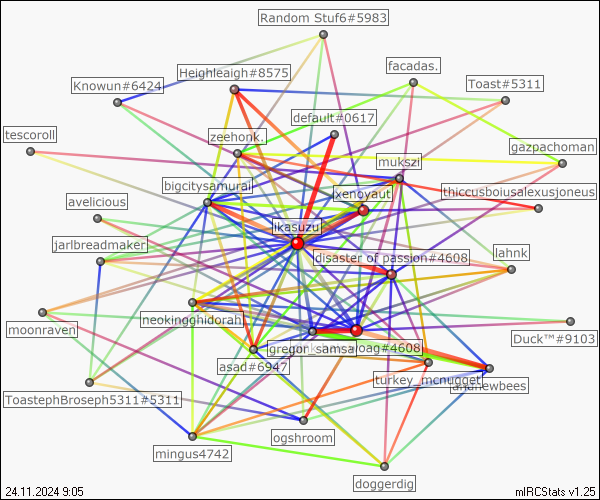 Random Stuf6#5983
facadas.
Heighleaigh#8575
Toast#5311
Knowun#6424
default#0617
tescoroll
zeehonk.
gazpachoman
mukszi
bigcitysamurai
xenoyaut
thiccusboiusalexusjoneus
avelicious
ikasuzu
jarlbreadmaker
disaster of passion#4608
lahnk
moonraven
neokingghidorah
Duck™#9103
gregor_samsa
oag#4608
asad#6947
turkey_mcnugget
andrewbees
ToastephBroseph5311#5311
ogshroom
mingus4742
doggerdig
24.11.2024 9:05
mIRCStats v1.25